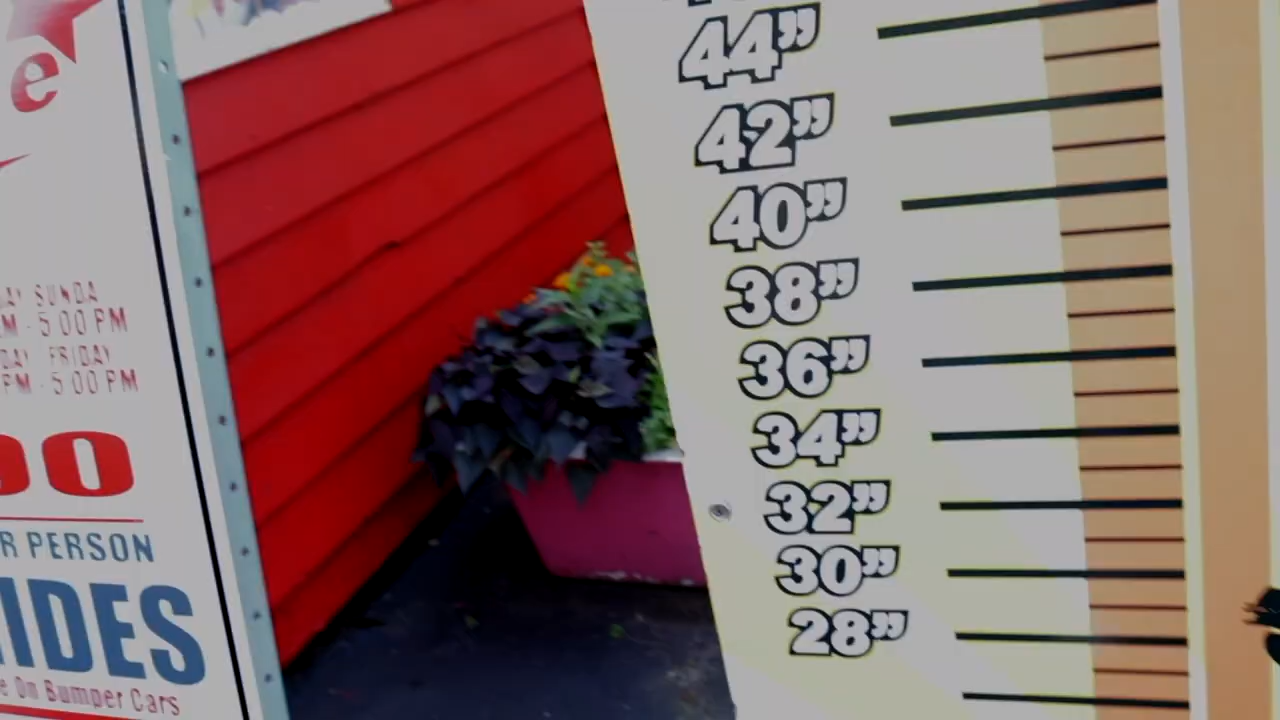 e
AY SUNDA
M - 5 00 PM
DAY FRIDAY
PM - 5:00 PM
00
R PERSON
IDES
e On Bumper Cars
44"
42"
40"
38"
36"
34"
32"
30"
28"